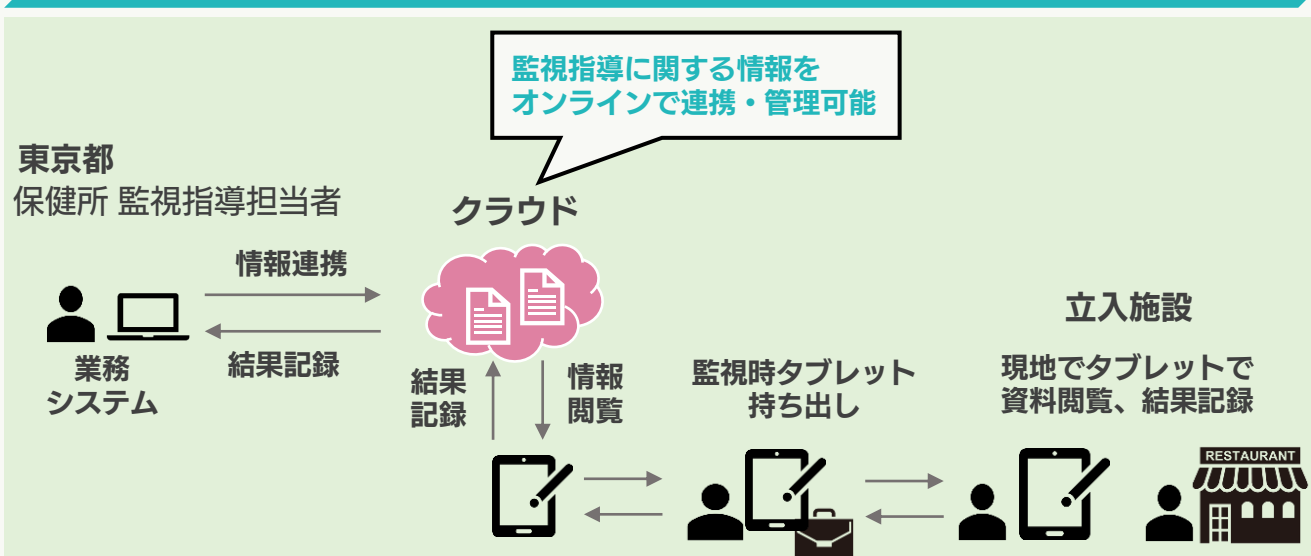 監視指導に関する情報を
オンラインで連携・管理可能
東京都
保健所 監視指導担当者
クラウド
情報連携
結果記録
業務
システム
結果
記録
情報
閲覧
監視時タブレット
持ち出し
立入施設
現地でタブレットで
資料閲覧、結果記録
RESTAURANT